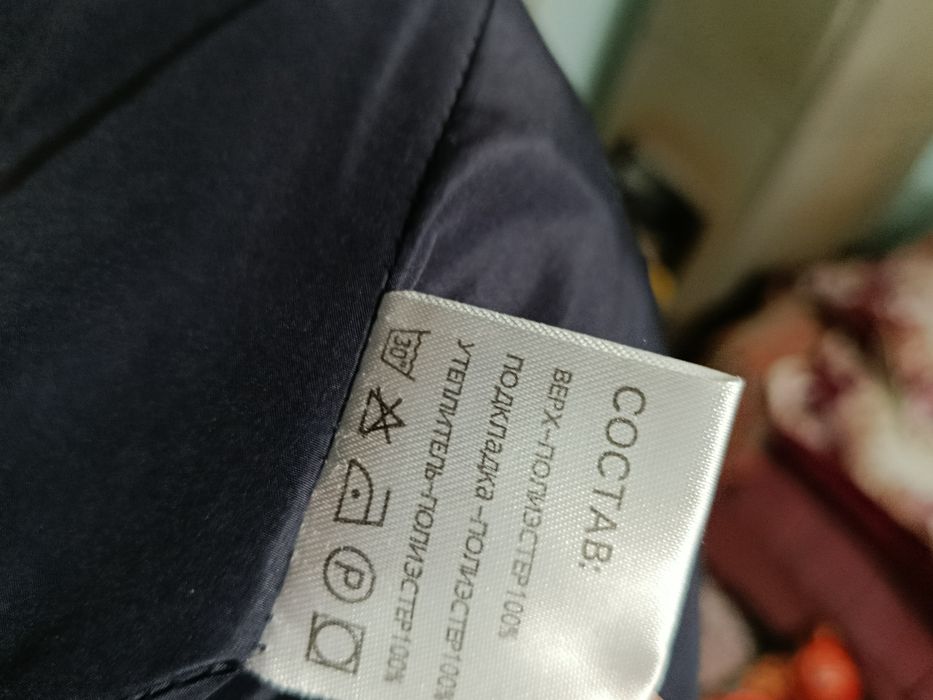 СОСТАВ:
ВЕРХ-ПОЛИЭСТЕР100%
ПОДКЛАДКА-ПОЛИЭСТЕР100%
УТЕПЛИТЕЛЬ-ПОЛИЭСТЕР100%
30° P